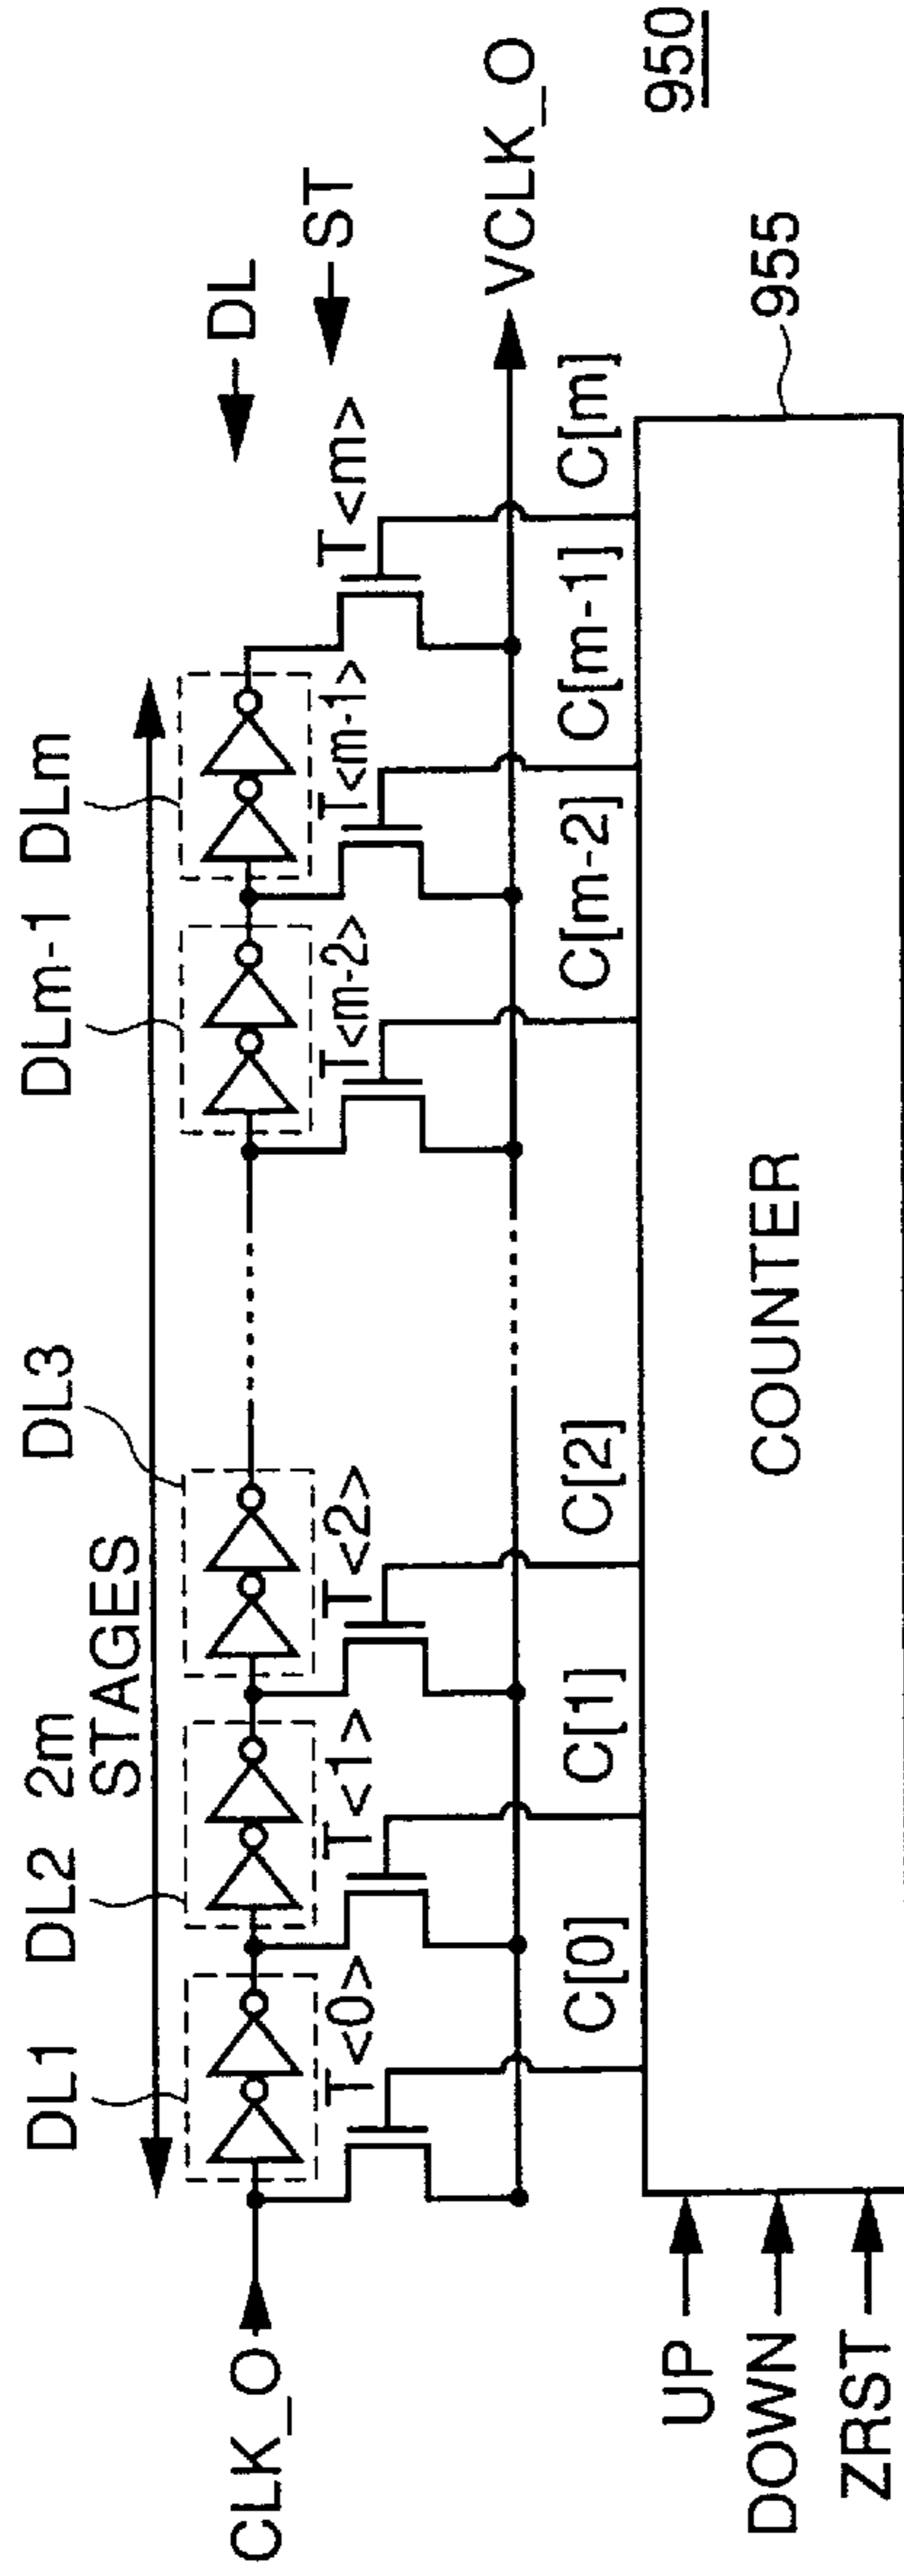 DL1
DL2
2m
STAGES
DL3
DLm-1
DLm
DL
ST
CLK_O
T<0>
T<1>
T<2>
T<m-2>
T<m-1>
T<m>
VCLK_O
C[0]
C[1]
C[2]
C[m-2]
C[m-1]
C[m]
950
UP
DOWN
ZRST
COUNTER
955